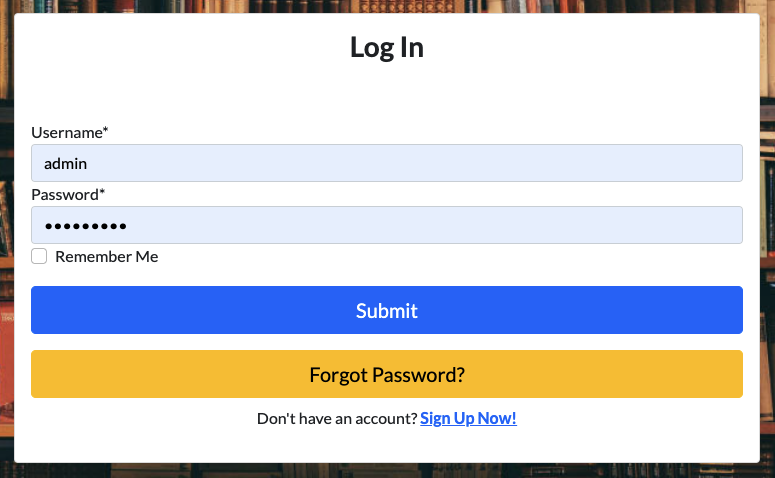 Log In
Username*
admin
Password*
•••••••••
Remember Me
Submit
Forgot Password?
Don't have an account? Sign Up Now!